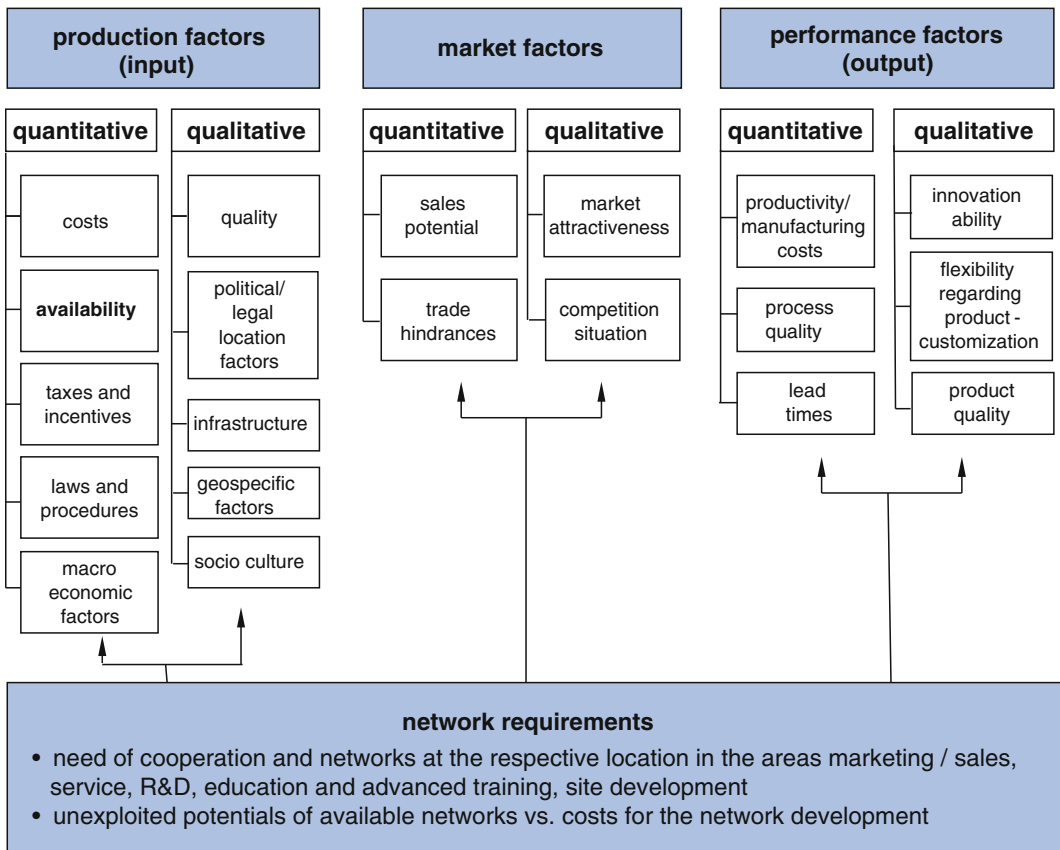 production factors
(input)
market factors
performance factors
(output)
quantitative
qualitative
quantitative
qualitative
quantitative
qualitative
costs
availability
taxes and
incentives
laws and
procedures
macro
economic
factors
quality
political/
legal
location
factors
infrastructure
geospecific
factors
socio culture
sales
potential
trade
hindrances
market
attractiveness
competition
situation
productivity/
manufacturing
costs
process
quality
lead
times
innovation
ability
flexibility
regarding
product -
customization
product
quality
network requirements
• need of cooperation and networks at the respective location in the areas marketing / sales,
service, R&D, education and advanced training, site development
• unexploited potentials of available networks vs. costs for the network development